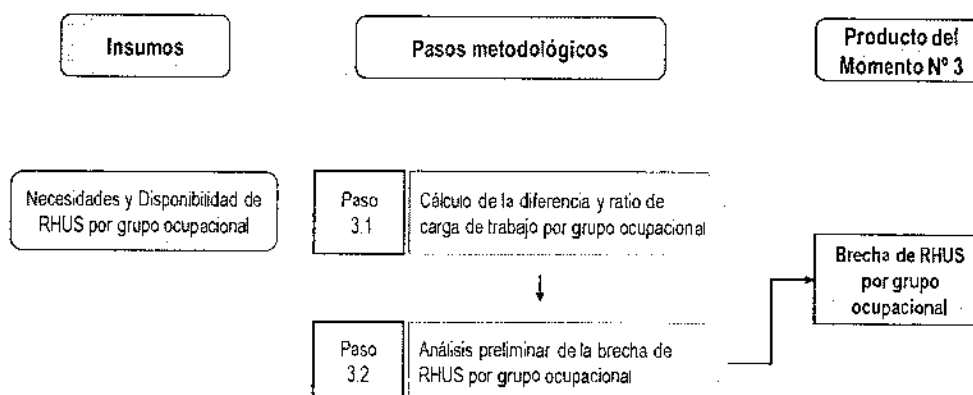 Insumos
Pasos metodológicos
Producto del
Momento Nº 3
Necesidades y Disponibilidad de
RHUS por grupo ocupacional
Paso
3.1
Cálculo de la diferencia y ratio de
carga de trabajo por grupo ocupacional
Paso
3.2
Análisis preliminar de la brecha de
RHUS por grupo ocupacional
Brecha de RHUS
por grupo
ocupacional